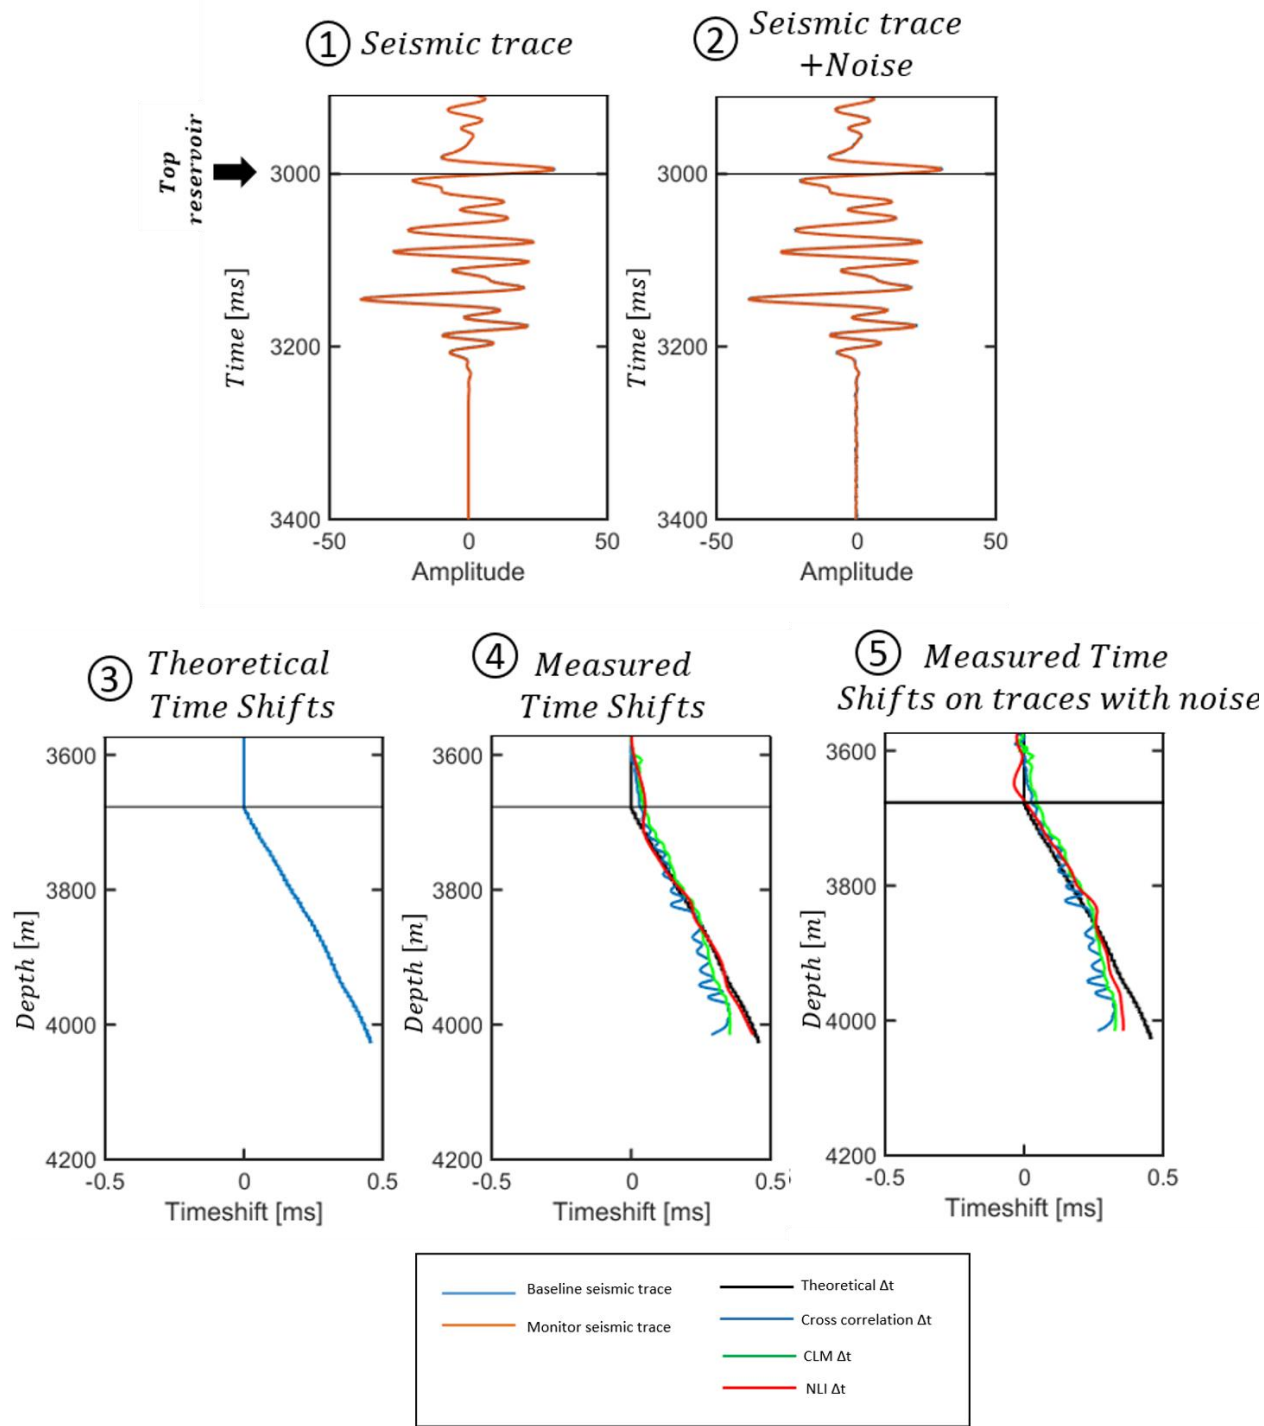 ① Seismic trace
② Seismic trace
+Noise
Top
reservoir
3000
3200
3400
Time [ms]
-50 0 50
Amplitude
3000
3200
3400
Time [ms]
-50 0 50
Amplitude
③ Theoretical
Time Shifts
3600
3800
4000
4200
Depth [m]
-0.5 0 0.5
Timeshift [ms]
④ Measured
Time Shifts
3600
3800
4000
4200
Depth [m]
-0.5 0 0.5
Timeshift [ms]
⑤ Measured Time
Shifts on traces with noise
3600
3800
4000
4200
Depth [m]
-0.5 0 0.5
Timeshift [ms]
Baseline seismic trace
Monitor seismic trace
Theoretical Δt
Cross correlation Δt
CLM Δt
NLI Δt